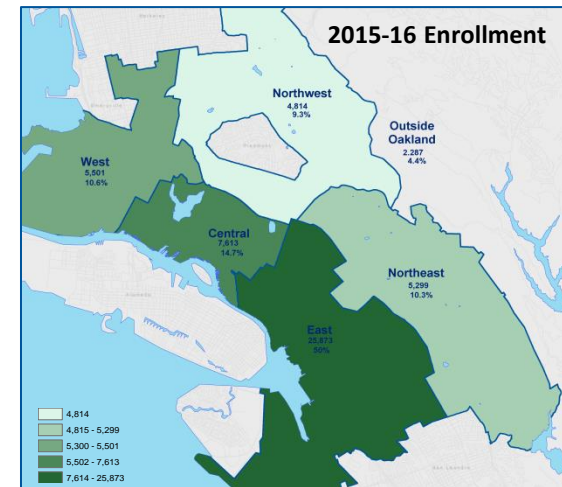 2015-16 Enrollment
Northwest
4,814
9.3%
Outside
Oakland
2.287
4.4%
West
5,501
10.6%
Central
7,613
14.7%
Northeast
5,299
10.3%
East
25,873
50%
4,814
4,815 - 5,299
5,300 - 5,501
5,502 - 7,613
7,614 - 25,873